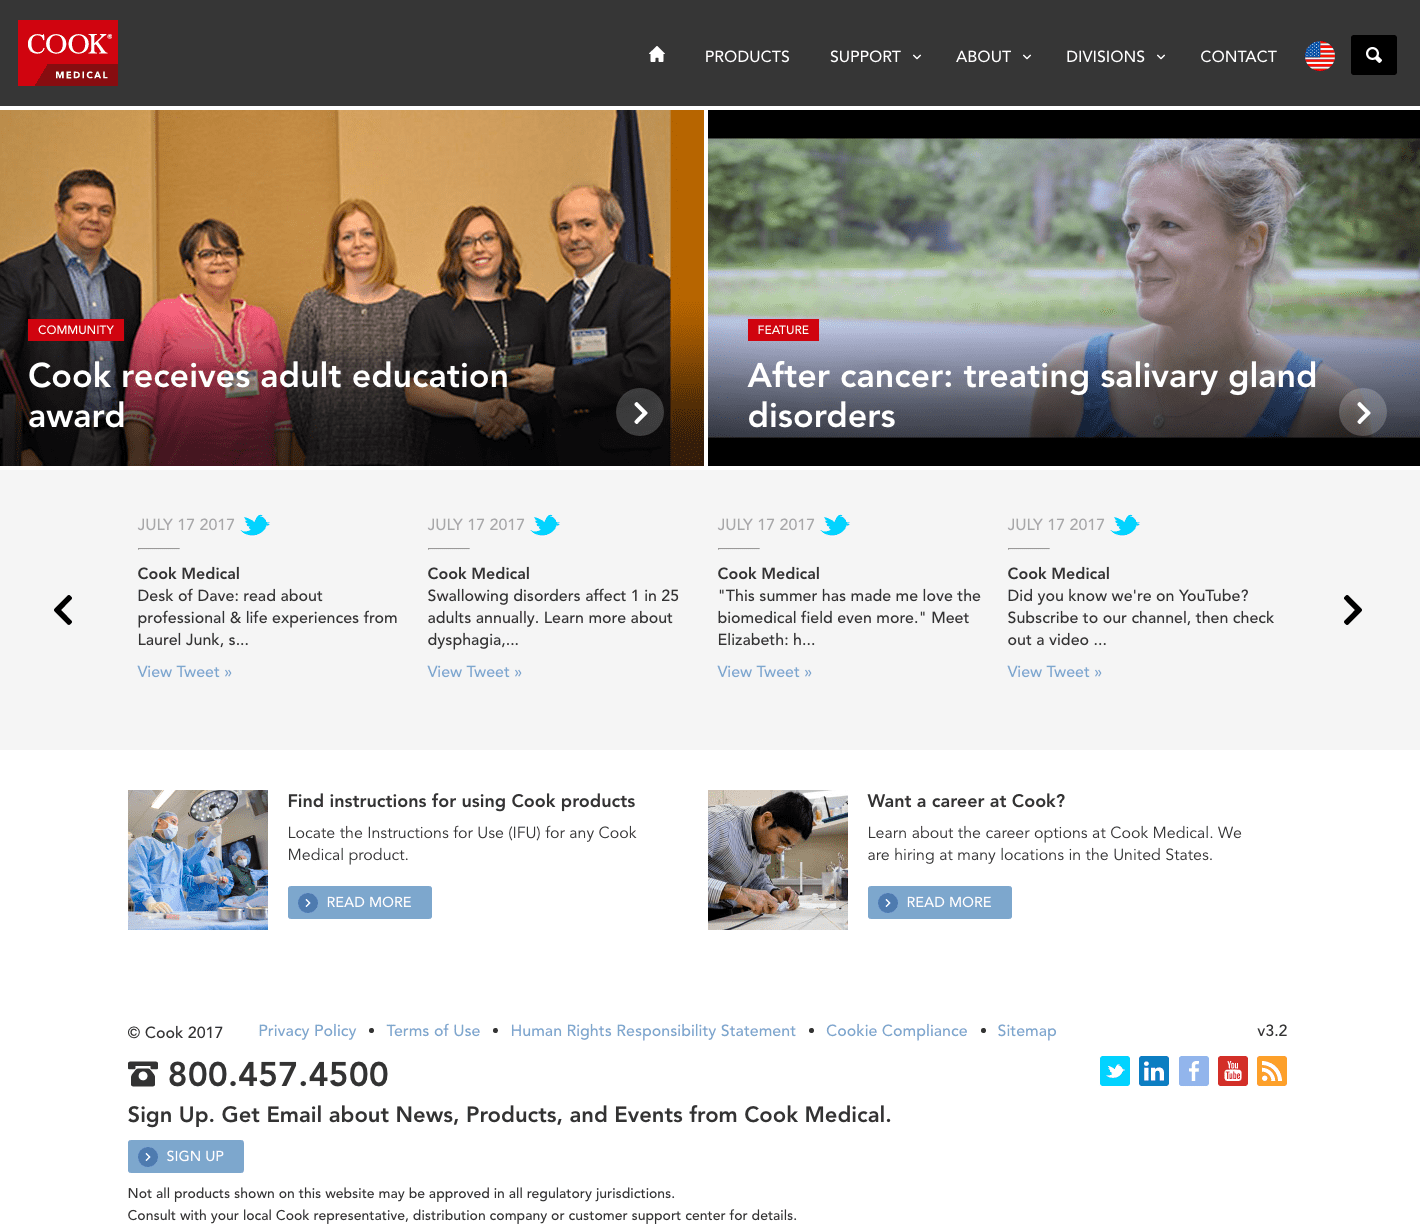 COOK®
MEDICAL
PRODUCTS
SUPPORT
ABOUT
DIVISIONS
CONTACT
COMMUNITY
Cook receives adult education
award
FEATURE
After cancer: treating salivary gland
disorders
JULY 17 2017
Cook Medical
Desk of Dave: read about
professional & life experiences from
Laurel Junk, s...
View Tweet »
JULY 17 2017
Cook Medical
Swallowing disorders affect 1 in 25
adults annually. Learn more about
dysphagia,...
View Tweet »
JULY 17 2017
Cook Medical
"This summer has made me love the
biomedical field even more." Meet
Elizabeth: h...
View Tweet »
JULY 17 2017
Cook Medical
Did you know we're on YouTube?
Subscribe to our channel, then check
out a video ...
View Tweet »
Find instructions for using Cook products
Locate the Instructions for Use (IFU) for any Cook
Medical product.
READ MORE
Want a career at Cook?
Learn about the career options at Cook Medical. We
are hiring at many locations in the United States.
READ MORE
© Cook 2017 Privacy Policy • Terms of Use • Human Rights Responsibility Statement • Cookie Compliance • Sitemap v3.2
800.457.4500
in f You Tube
Sign Up. Get Email about News, Products, and Events from Cook Medical.
SIGN UP
Not all products shown on this website may be approved in all regulatory jurisdictions.
Consult with your local Cook representative, distribution company or customer support center for details.